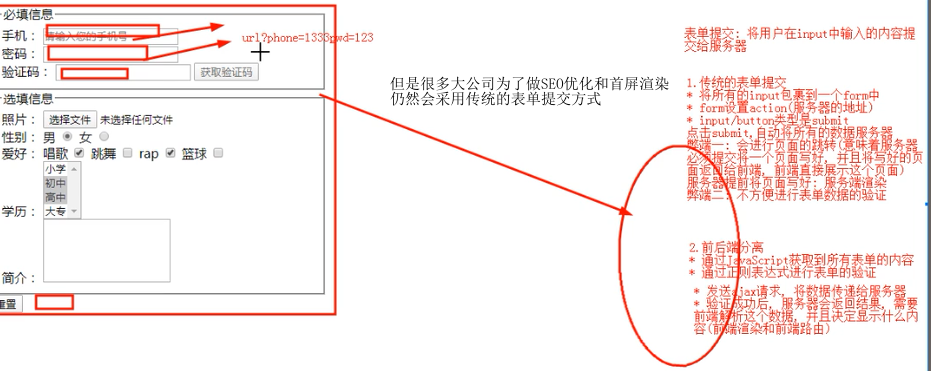 必填信息
手机：
请输入您的手机号
密码：
验证码：
获取验证码
url?phone=1333pwd=123
选填信息
照片：
选择文件 未选择任何文件
性别： 男 女
爱好： 唱歌 跳舞 rap 篮球
小学
初中
高中
学历： 大专
简介：
重置
但是很多大公司为了做SEO优化和首屏渲染
仍然会采用传统的表单提交方式
表单提交: 将用户在input中输入的内容提
交给服务器
1.传统的表单提交
* 将所有的input包裹到一个form中
* form设置action(服务器的地址)
* input/button类型是submit
点击submit,自动将所有的数据服务器
弊端一: 会进行页面的跳转(意味着服务器
必须提交将一个页面写好, 并且将写好的页
面返回给前端, 前端直接展示这个页面)
服务器提前将页面写好: 服务端渲染
弊端二: 不方便进行表单数据的验证
2.前后端分离
* 通过JavaScript获取到所有表单的内容
* 通过正则表达式进行表单的验证
* 发送ajax请求, 将数据传递给服务器
* 验证成功后, 服务器会返回结果, 需要
前端解析这个数据, 并且决定显示什么内
容(前端渲染和前端路由)